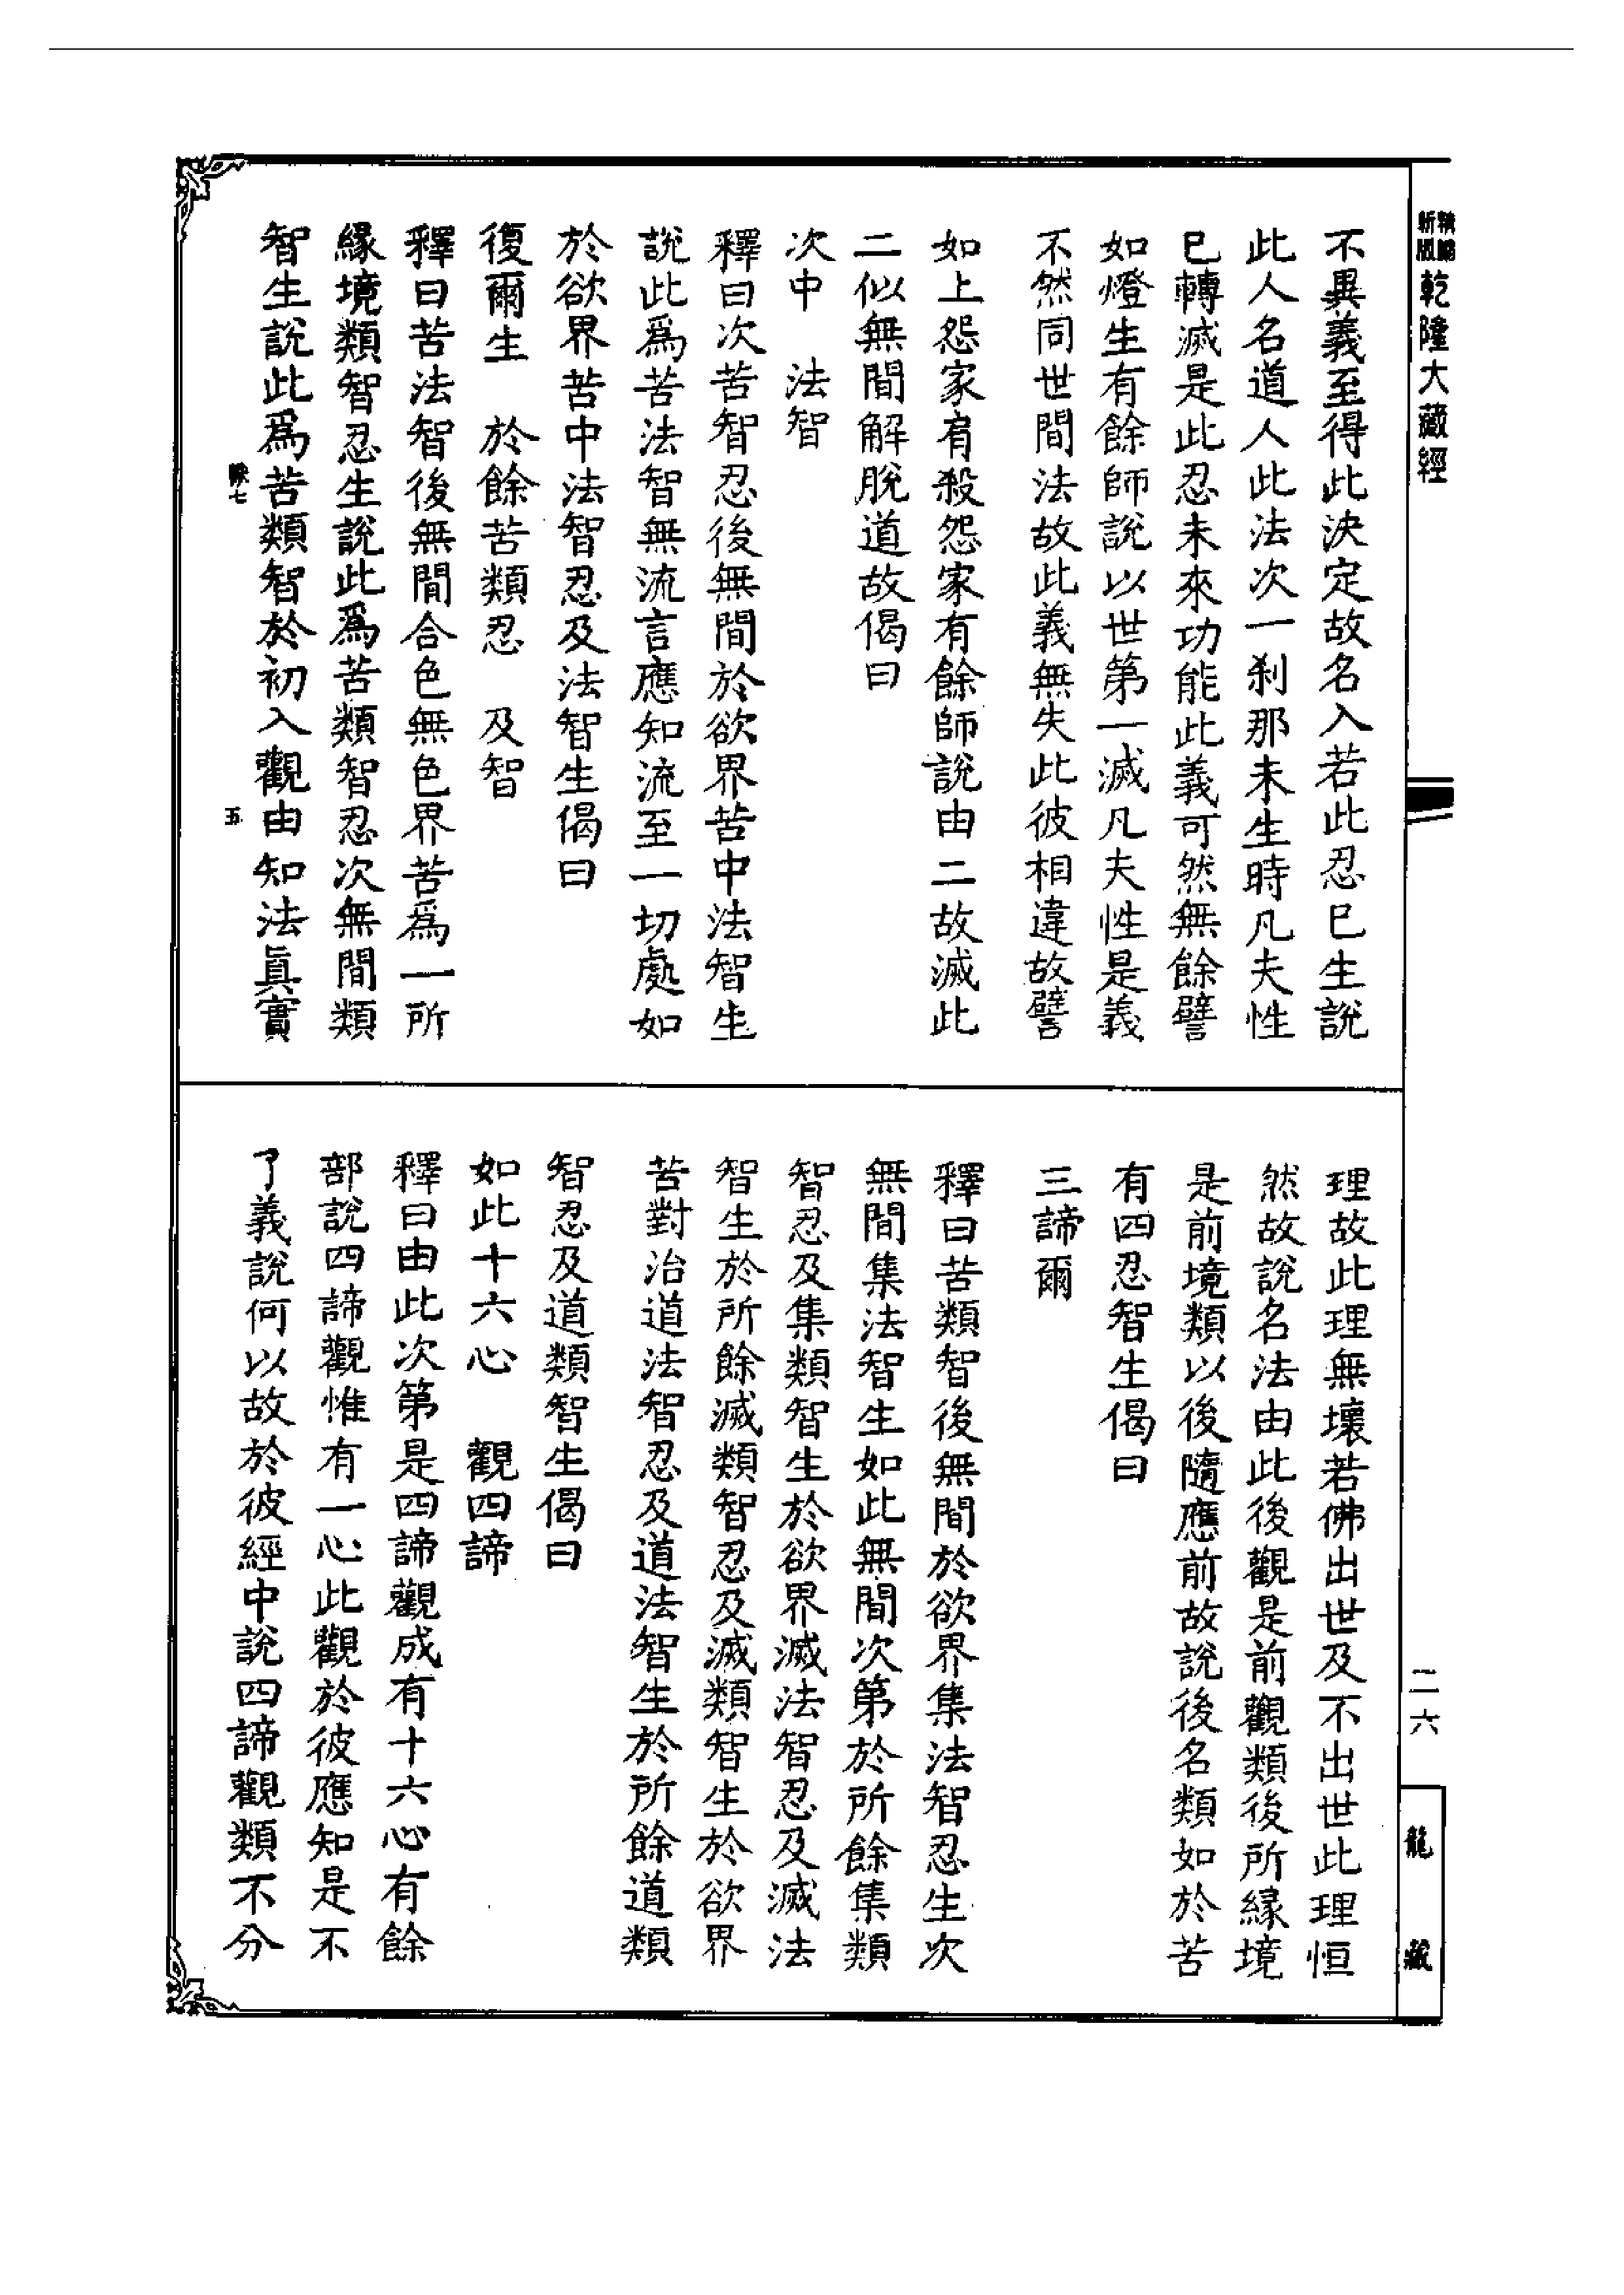 新版
精編
乾隆大藏經
不異義至得此決定故名入若此忍巳生說
此人名道人此法次一剎那未生時凡夫性
巳轉滅是此忍未來功能此義可然無餘譬
如燈生有餘師說以世第一滅凡夫性是義
不然同世間法故此義無失此彼相違故譬
如上怨家肓殺怨家有餘師說由二故滅此
二似無間解脫道故偈曰
次中　法智
釋曰次苦智忍後無間於欲界苦中法智生
說此爲苦法智無流言應知流至一切處如
於欲界苦中法智忍及法智生偈曰
復爾生　於餘苦類忍　及智
釋曰苦法智後無間合色無色界苦爲一所
緣境類智忍生說此爲苦類智忍次無間類
智生說此爲苦類智於初入觀由知法眞實
七
五
理故此理無壞若佛出世及不出世此理恒
然故說名法由此後觀是前觀類後所緣境
是前境類以後隨應前故說後名類如於苦
有四忍智生偈曰
三諦爾
釋曰苦類智後無間於欲界集法智忍生次
無間集法智生如此無間次第於所餘集類
智忍及集類智生於欲界滅法智忍及滅法
智生於所餘滅類智忍及滅類智生於欲界
苦對治道法智忍及道法智生於所餘道類
智忍及道類智生偈曰
如此十六心　觀四諦
釋曰由此次第是四諦觀成有十六心有餘
部說四諦觀惟有一心此觀於彼應知是不
了義說何以故於彼經中說四諦觀類不分
二六
龍藏